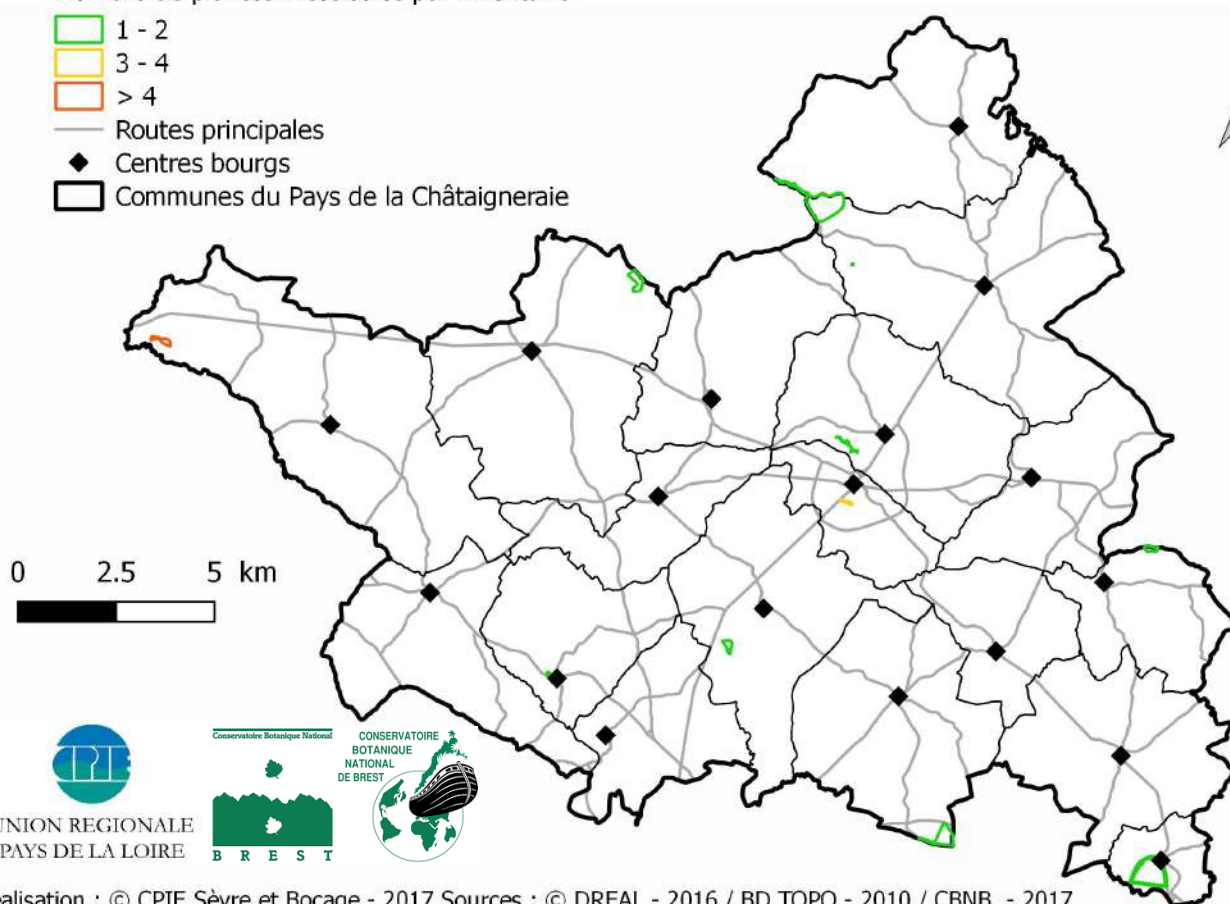 1 - 2
3 - 4
> 4
Routes principales
Centres bourgs
Communes du Pays de la Châtaigneraie
0 2.5 5 km
CPIE
UNION REGIONALE
PAYS DE LA LOIRE
Conservatoire Botanique National
B R E S T
CONSERVATOIRE
BOTANIQUE
NATIONAL
DE BREST
Réalisation : © CPIE Sèvre et Bocage - 2017 Sources : © DREAL - 2016 / BD TOPO - 2010 / CBNB - 2017